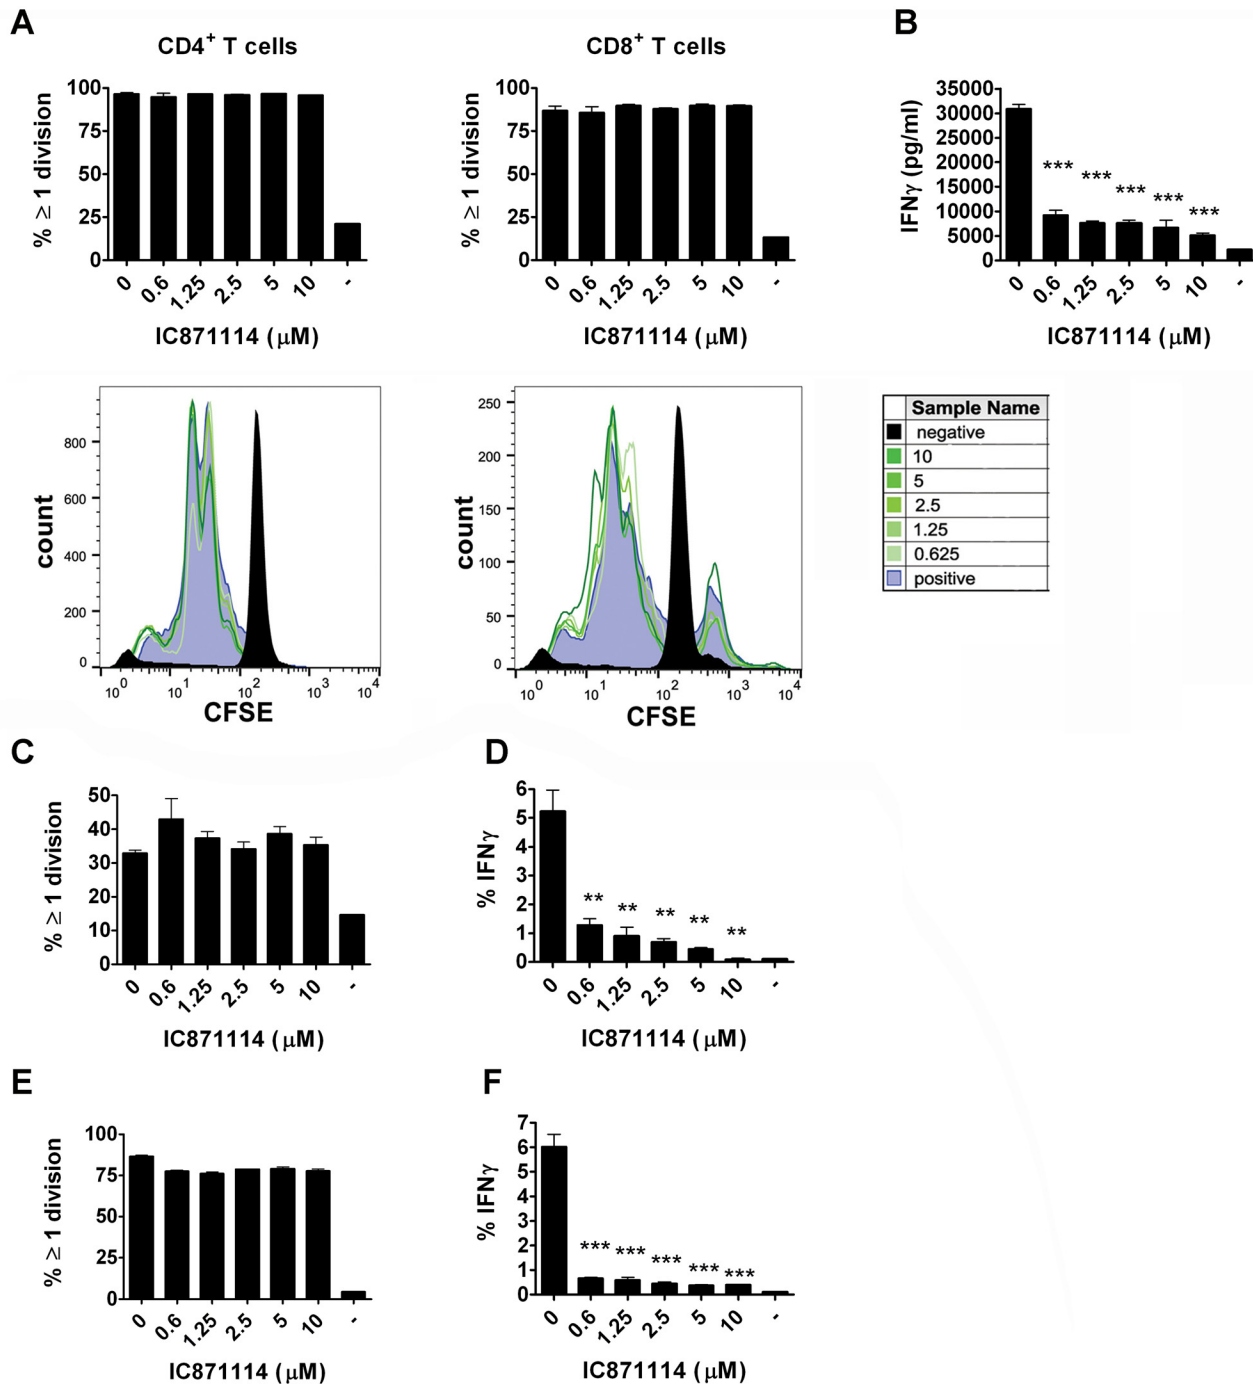 A
CD4+ T cells
% ≥ 1 division
100
75
50
25
0
0 0.6 1.25 2.5 5 10 -
IC871114 (μM)
CD8+ T cells
% ≥ 1 division
100
75
50
25
0
0 0.6 1.25 2.5 5 10 -
IC871114 (μM)
B
IFNγ (pg/ml)
35000
30000
25000
20000
15000
10000
5000
0
*** *** *** *** ***
0 0.6 1.25 2.5 5 10 -
IC871114 (μM)
count
800
600
400
200
0
10^0 10^1 10^2 10^3 10^4
CFSE
count
250
200
150
100
50
0
10^0 10^1 10^2 10^3 10^4
CFSE
Sample Name
negative
10
5
2.5
1.25
0.625
positive
C
% ≥ 1 division
50
40
30
20
10
0
0 0.6 1.25 2.5 5 10 -
IC871114 (μM)
D
% IFNγ
6
5
4
3
2
1
0
** ** ** ** **
0 0.6 1.25 2.5 5 10 -
IC871114 (μM)
E
% ≥ 1 division
100
75
50
25
0
0 0.6 1.25 2.5 5 10 -
IC871114 (μM)
F
% IFNγ
7
6
5
4
3
2
1
0
*** *** *** *** ***
0 0.6 1.25 2.5 5 10 -
IC871114 (μM)